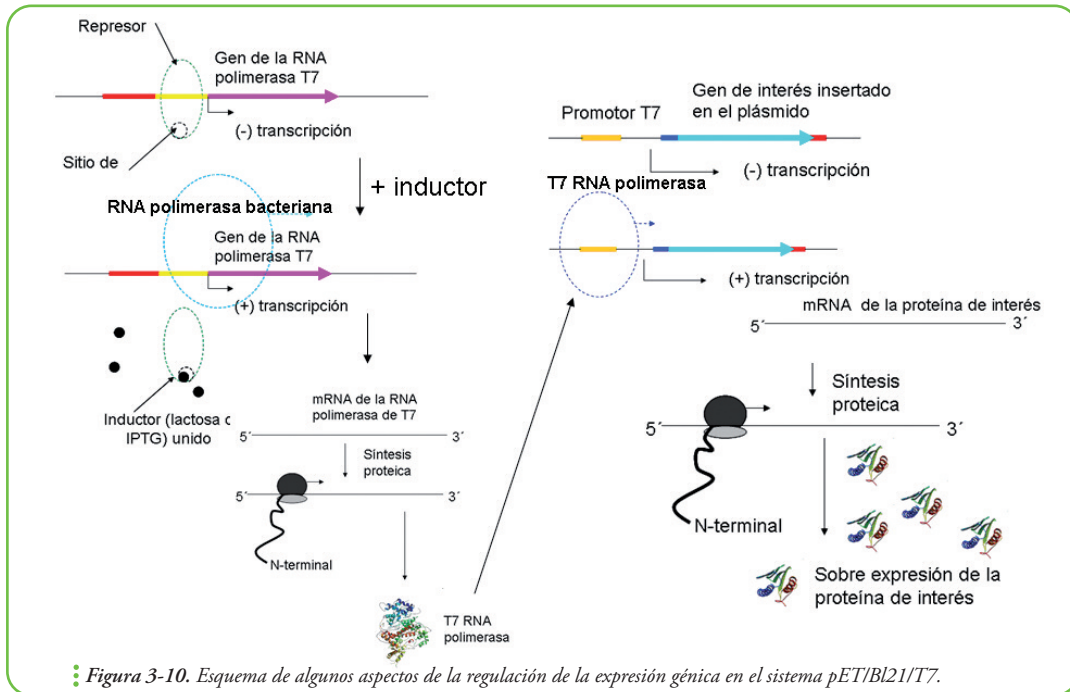 Represor
Gen de la RNA
polimerasa T7
(-) transcripción
Sitio de
+ inductor
RNA polimerasa bacteriana
Gen de la RNA
polimerasa T7
(+) transcripción
Inductor (lactosa o
IPTG) unido
mRNA de la RNA
polimerasa de T7
5´ 3´
Síntesis
proteica
5´ 3´
N-terminal
T7 RNA
polimerasa
Promotor T7
Gen de interés insertado
en el plásmido
(-) transcripción
T7 RNA polimerasa
(+) transcripción
mRNA de la proteína de interés
5´ 3´
Síntesis
proteica
5´ 3´
N-terminal
Sobre expresión de la
proteína de interés
Figura 3-10. Esquema de algunos aspectos de la regulación de la expresión génica en el sistema pET/Bl21/T7.